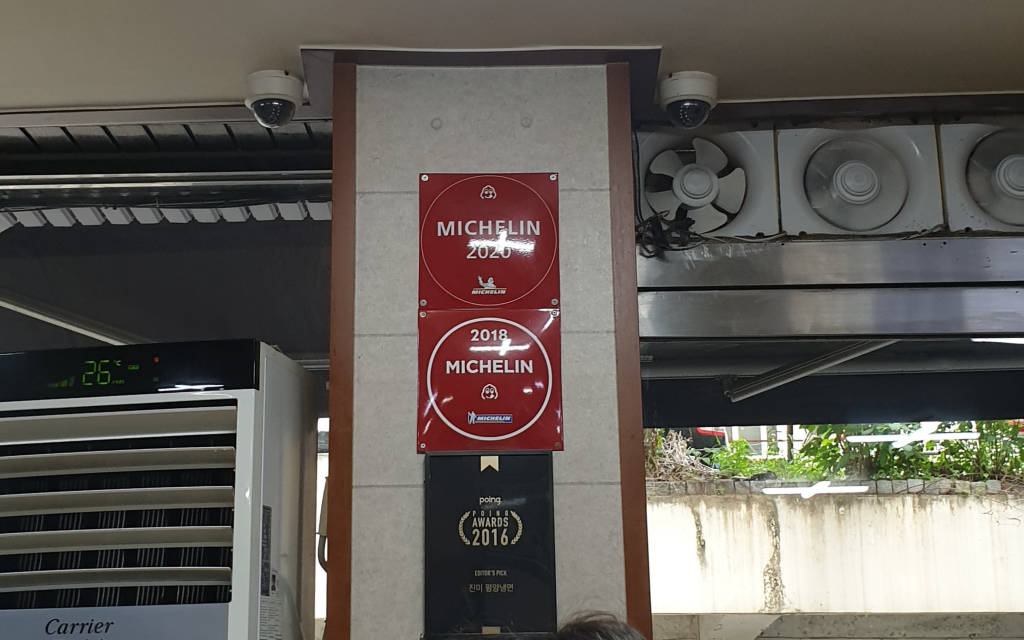 MICHELIN
2020
MICHELIN
2018
MICHELIN
MICHELIN
26 °C
poing
POING
AWARDS
2016
EDITOR'S PICK
진미 평양냉면
Carrier